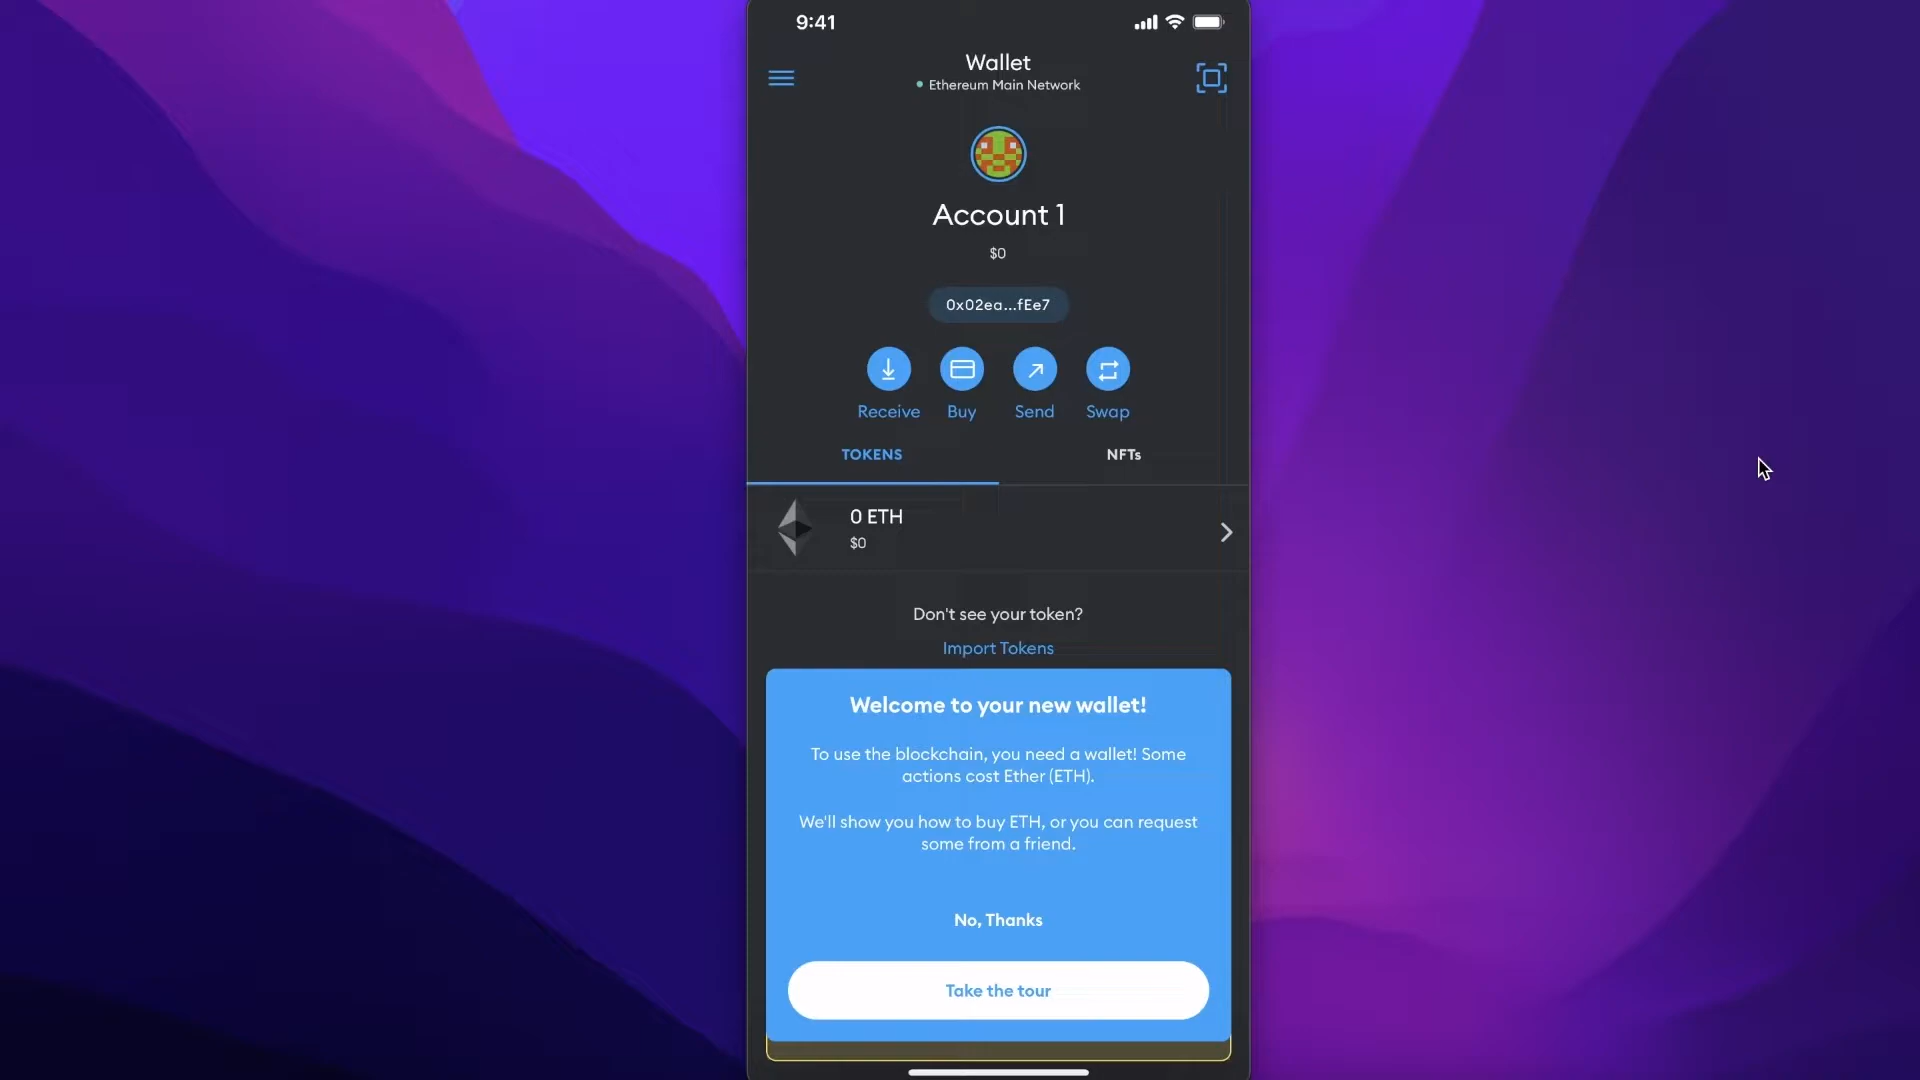 9:41
Wallet
Ethereum Main Network
Account 1
$0
0x02ea...fEe7
Receive Buy Send Swap
TOKENS NFTs
0 ETH
$0
Don't see your token?
Import Tokens
Welcome to your new wallet!
To use the blockchain, you need a wallet! Some
actions cost Ether (ETH).
We'll show you how to buy ETH, or you can request
some from a friend.
No, Thanks
Take the tour